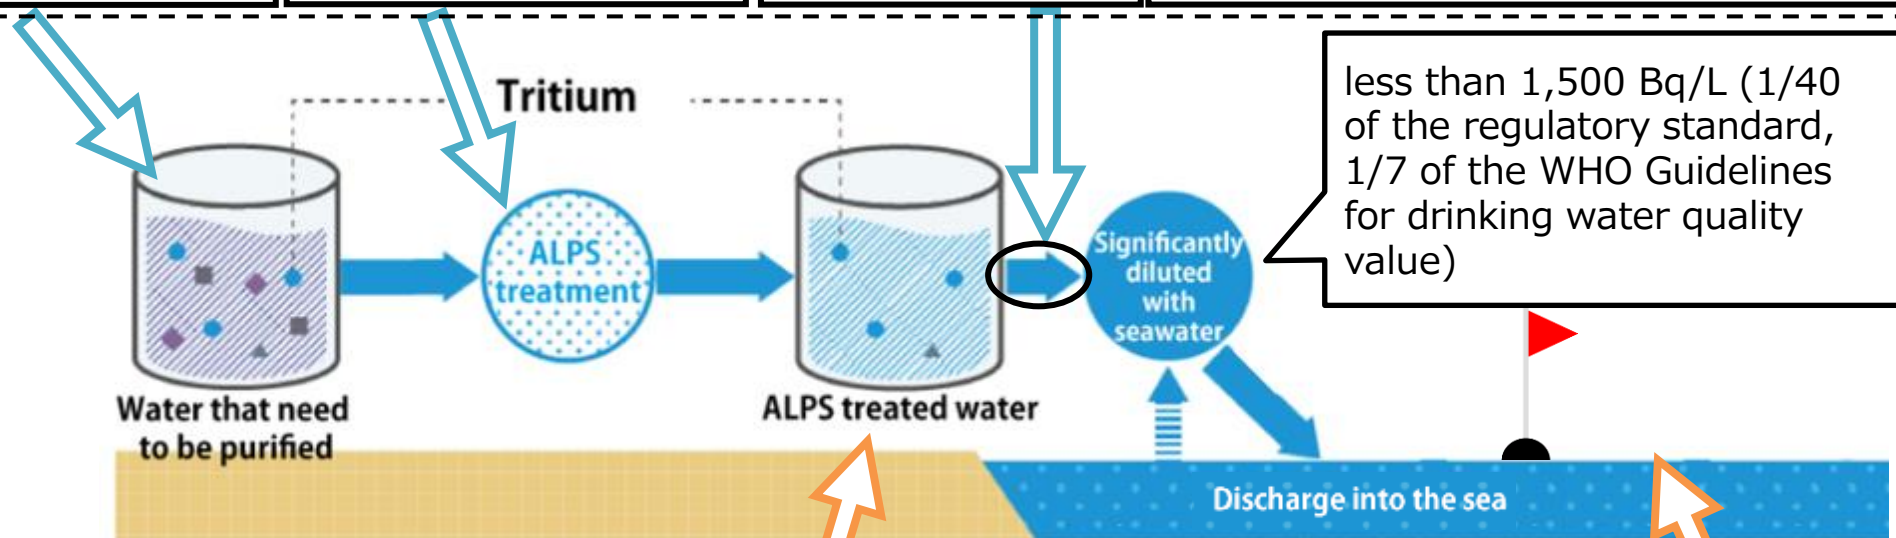 Tritium
less than 1,500 Bq/L (1/40
of the regulatory standard,
1/7 of the WHO Guidelines
for drinking water quality
value)
ALPS
treatment
Significantly
diluted
with
seawater
Water that need
to be purified
ALPS treated water
Discharge into the sea